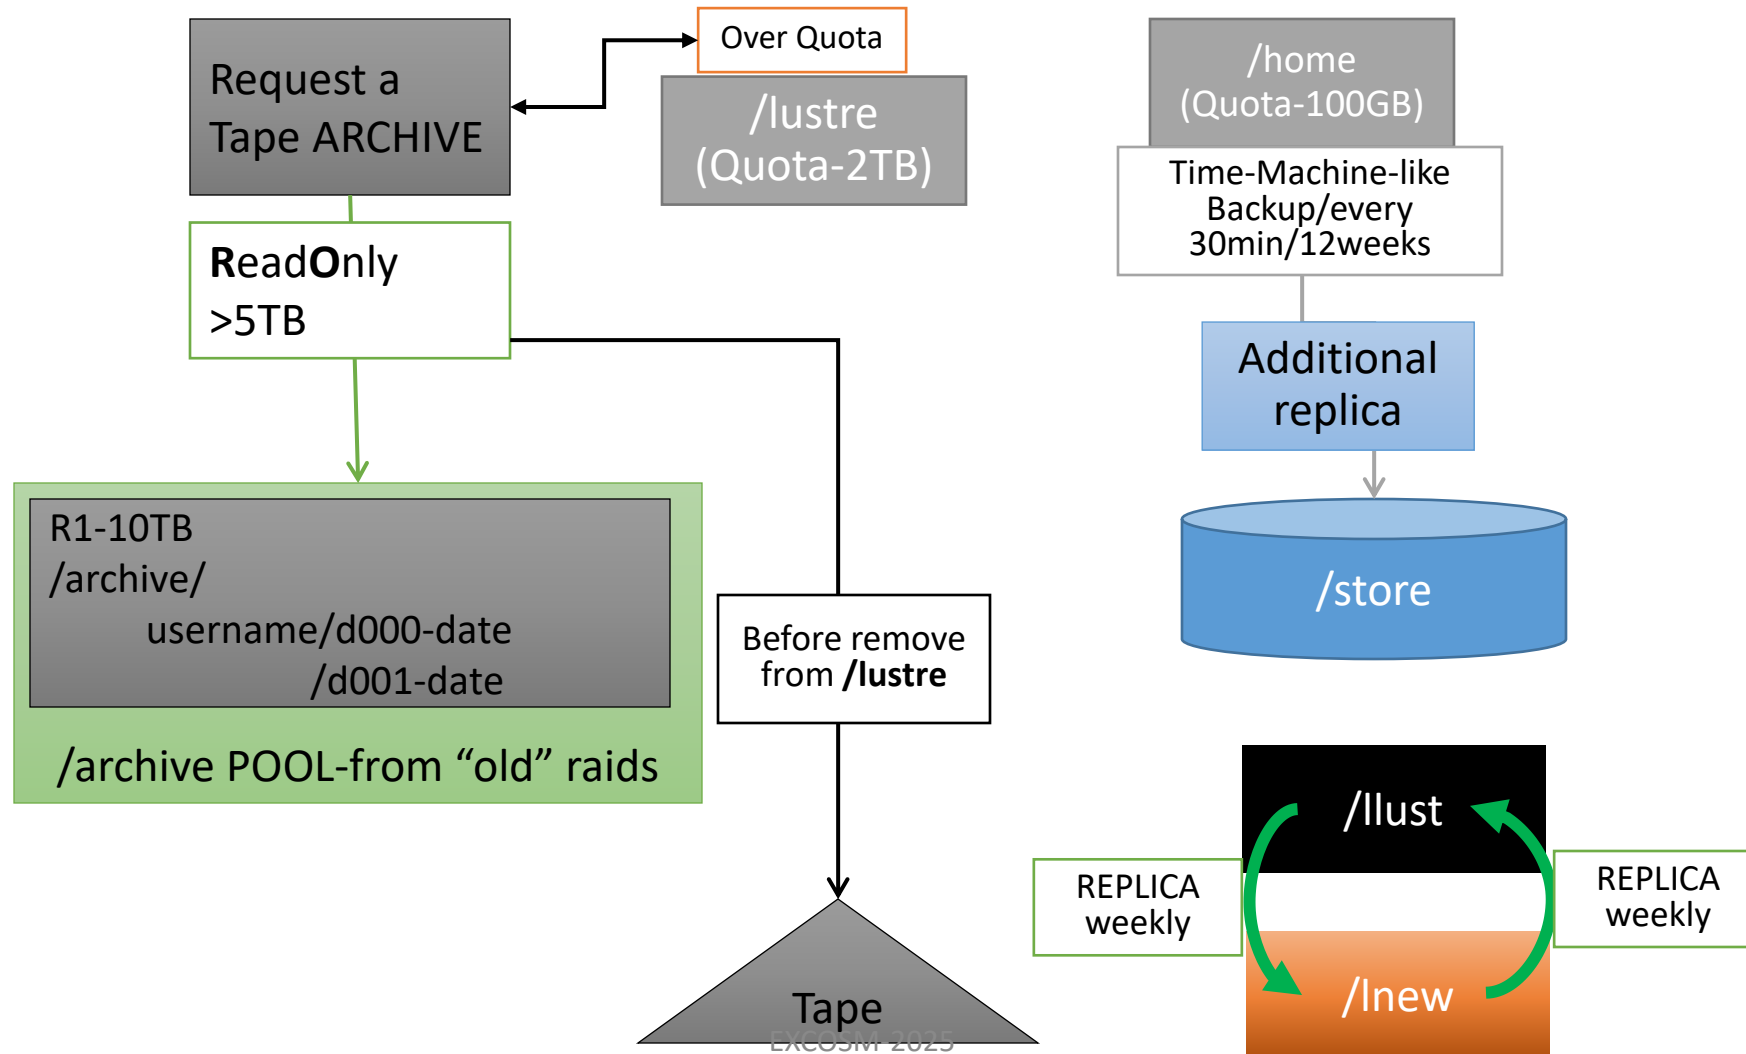 Request a
Tape ARCHIVE
Over Quota
/lustre
(Quota-2TB)
ReadOnly
>5TB
R1-10TB
/archive/
username/d000-date
/d001-date
/archive POOL-from “old” raids
Before remove
from /lustre
Tape
EXCOSM-2025
/home
(Quota-100GB)
Time-Machine-like
Backup/every
30min/12weeks
Additional
replica
/store
/llust
REPLICA
weekly
REPLICA
weekly
/lnew